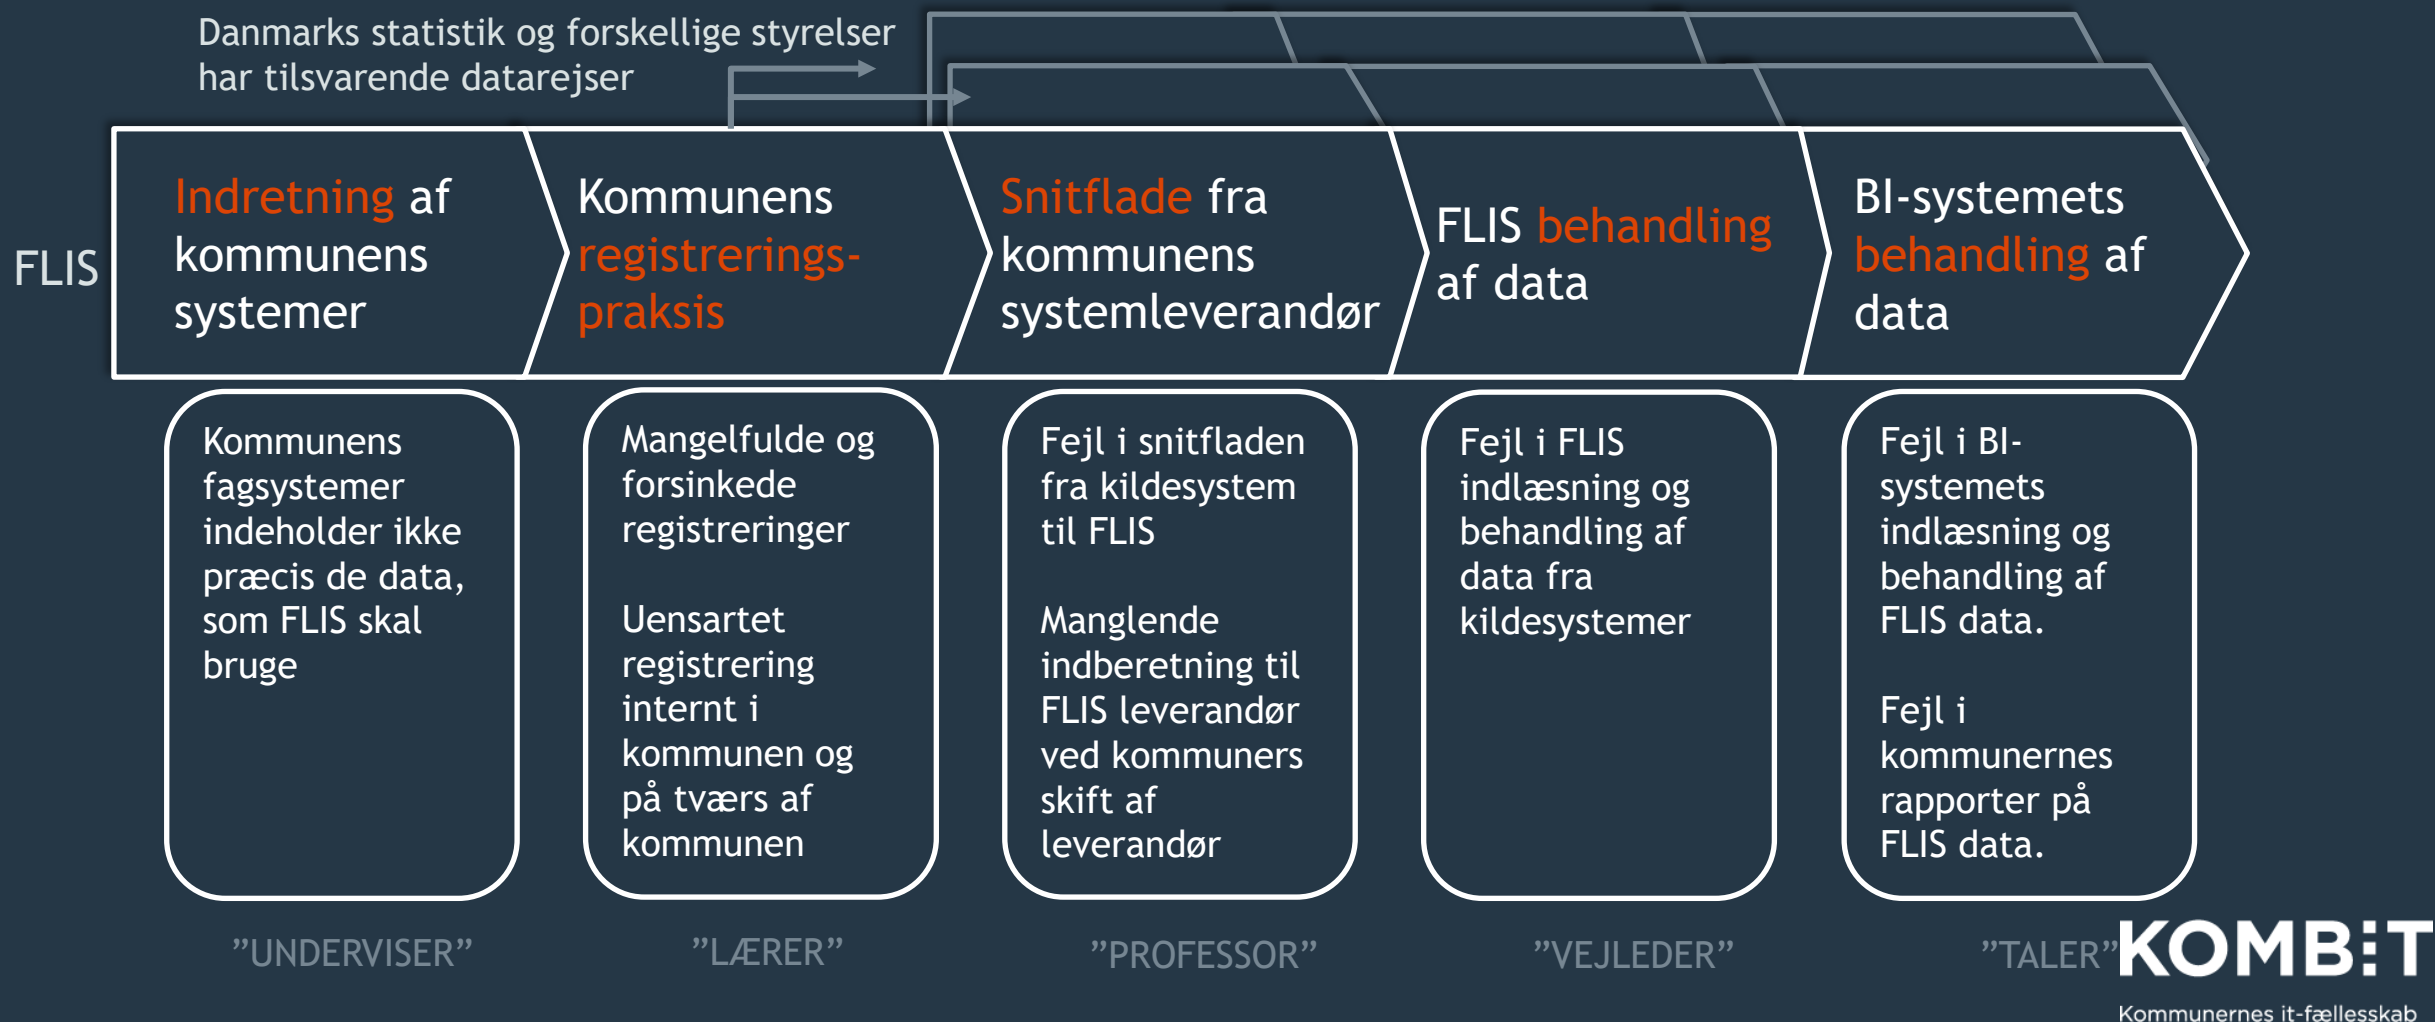 Danmarks statistik og forskellige styrelser
har tilsvarende datarejser
FLIS
Indretning af
kommunens
systemer
Kommunens
registrerings-
praksis
Snitflade fra
kommunens
systemleverandør
FLIS behandling
af data
BI-systemets
behandling af
data
Kommunens
fagsystemer
indeholder ikke
præcis de data,
som FLIS skal
bruge
Mangelfulde og
forsinkede
registreringer
Uensartet
registrering
internt i
kommunen og
på tværs af
kommunen
Fejl i snitfladen
fra kildesystem
til FLIS
Manglende
indberetning til
FLIS leverandør
ved kommuners
skift af
leverandør
Fejl i FLIS
indlæsning og
behandling af
data fra
kildesystemer
Fejl i BI-
systemets
indlæsning og
behandling af
FLIS data.
Fejl i
kommunernes
rapporter på
FLIS data.
”UNDERVISER”
”LÆRER”
”PROFESSOR”
”VEJLEDER”
”TALER”
KOMBIT
Kommunernes it-fællesskab